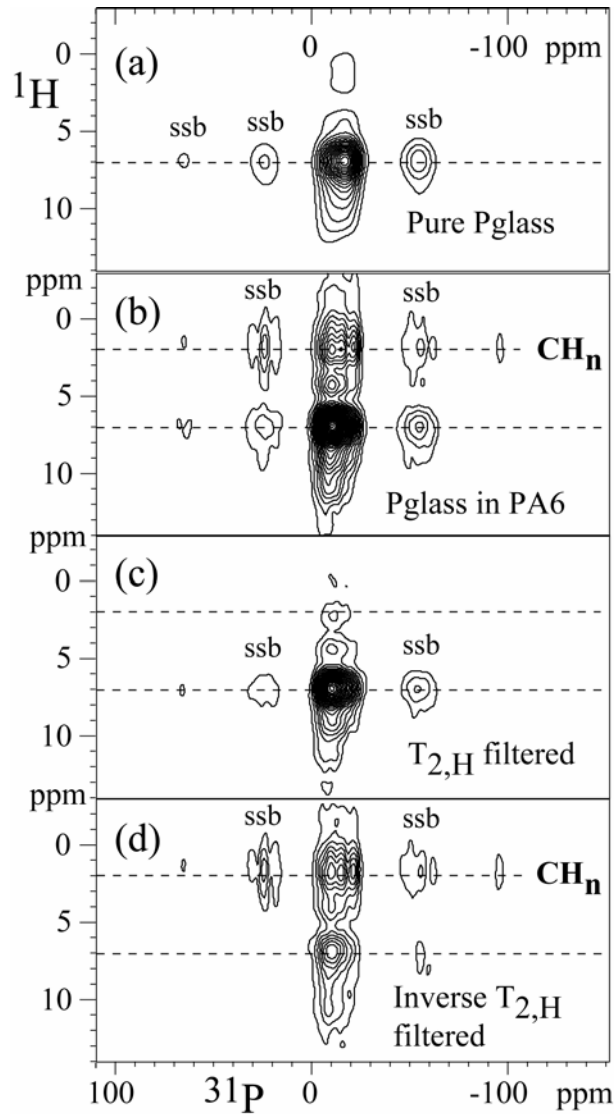 0 -100 ppm
0
(a)
¹H
ssb ssb ssb
5
10
Pure Pglass
ppm
ssb ssb
0
(b)
CHₙ
5
10
Pglass in PA6
ppm
(c)
0
ssb ssb
5
10
T₂,H filtered
ppm
ssb ssb
0
(d)
CHₙ
5
10
Inverse T₂,H
filtered
100 ³¹P 0 -100 ppm